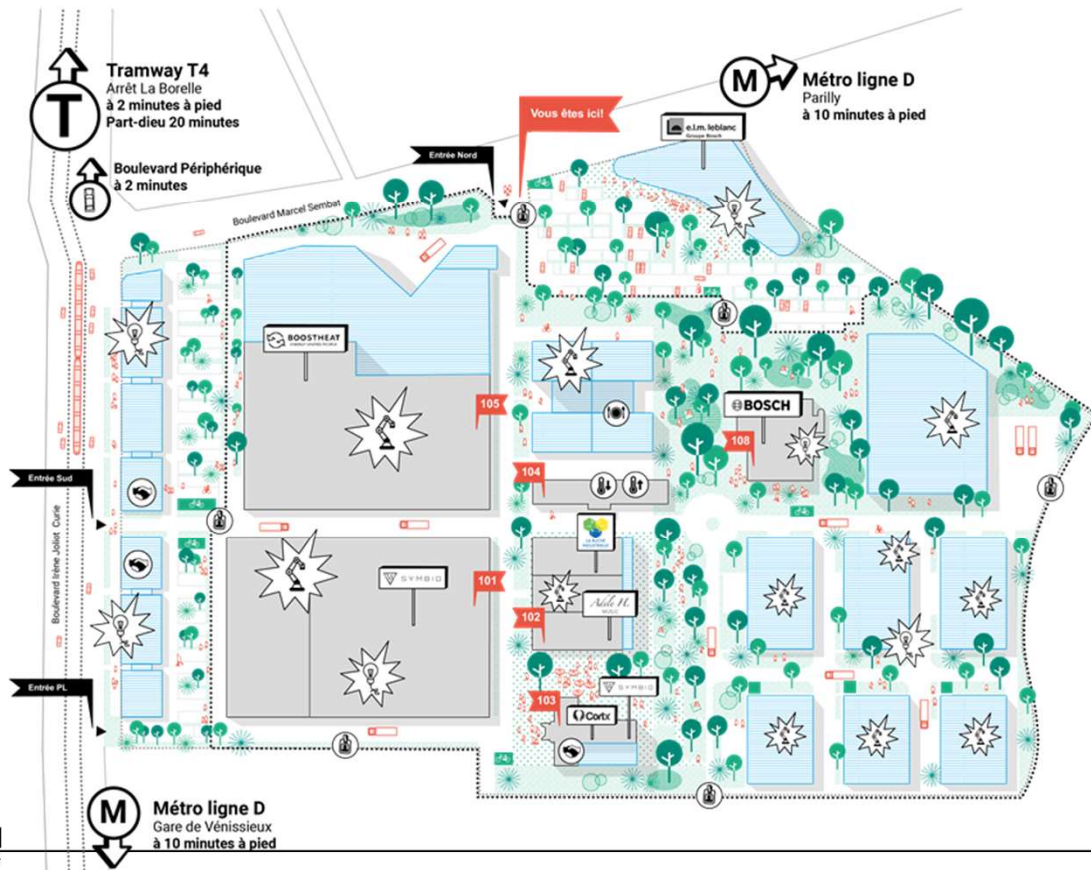 T
Tramway T4
Arrêt La Borelle
à 2 minutes à pied
Part-dieu 20 minutes
Boulevard Périphérique
à 2 minutes
M
Métro ligne D
Parilly
à 10 minutes à pied
Vous êtes ici!
e.l.m. leblanc
Groupe Bosch
Entrée Nord
Boulevard Marcel Sembat
BOOSTHEAT
105
BOSCH
108
104
Entrée Sud
Boulevard Irène Joliot Curie
LA RUCHE
INDUSTRIELLE
SYMBIO
101
Adèle H.
MUSIC
102
Entrée PL
SYMBIO
103
Cortx
M
Métro ligne D
Gare de Vénissieux
à 10 minutes à pied